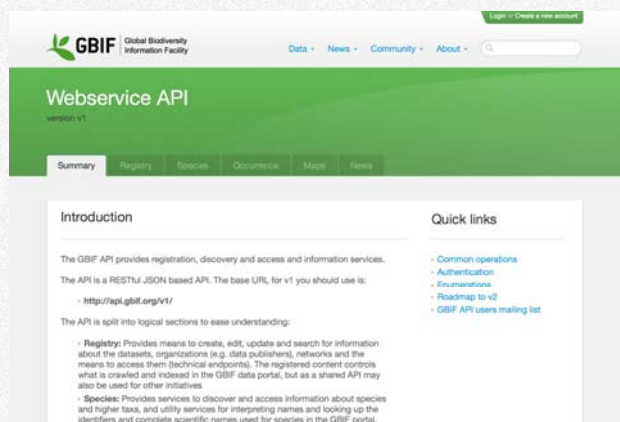 Login or Create a new account
GBIF
Global Biodiversity
Information Facility
Data
News
Community
About
Webservice API
version v1
Summary
Registry
Species
Occurrence
Maps
News
Introduction
Quick links
The GBIF API provides registration, discovery and access and information services.
The API is a RESTful JSON based API. The base URL for v1 you should use is:
http://api.gbif.org/v1/
The API is split into logical sections to ease understanding:
Registry: Provides means to create, edit, update and search for information
about the datasets, organizations (e.g. data publishers), networks and the
means to access them (technical endpoints). The registered content controls
what is crawled and indexed in the GBIF data portal, but as a shared API may
also be used for other initiatives
Species: Provides services to discover and access information about species
and higher taxa, and utility services for interpreting names and looking up the
identifiers and complete scientific names used for species in the GBIF portal.
Common operations
Authentication
Enumerations
Roadmap to v2
GBIF API users mailing list